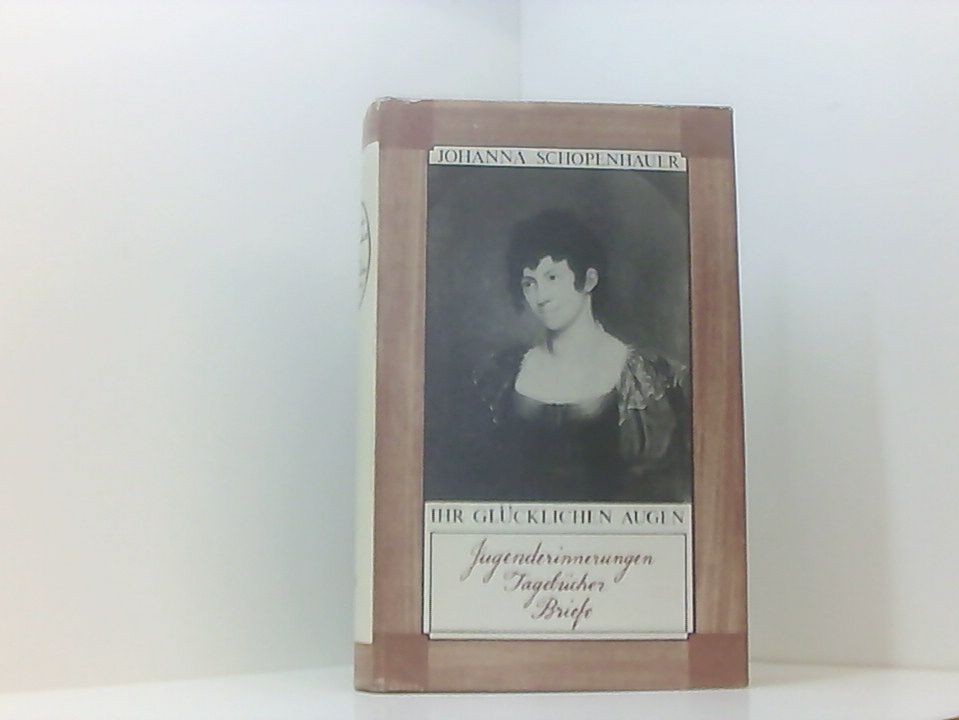 JOHANNA SCHOPENHAUER
IHR GLÜCKLICHEN AUGEN
Jugenderinnerungen
Tagebücher
Briefe